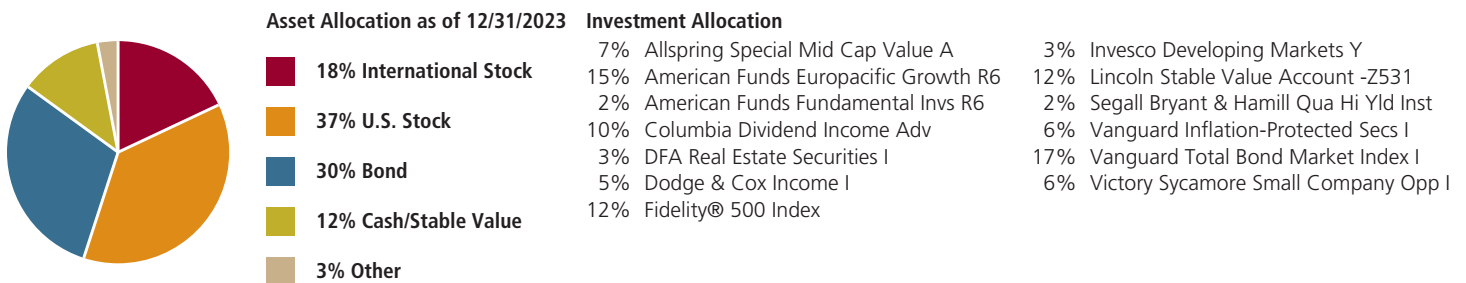 Asset Allocation as of 12/31/2023
18% International Stock
37% U.S. Stock
30% Bond
12% Cash/Stable Value
3% Other
Investment Allocation
7% Allspring Special Mid Cap Value A
15% American Funds Europacific Growth R6
2% American Funds Fundamental Invs R6
10% Columbia Dividend Income Adv
3% DFA Real Estate Securities I
5% Dodge & Cox Income I
12% Fidelity® 500 Index
3% Invesco Developing Markets Y
12% Lincoln Stable Value Account -Z531
2% Segall Bryant & Hamill Qua Hi Yld Inst
6% Vanguard Inflation-Protected Secs I
17% Vanguard Total Bond Market Index I
6% Victory Sycamore Small Company Opp I